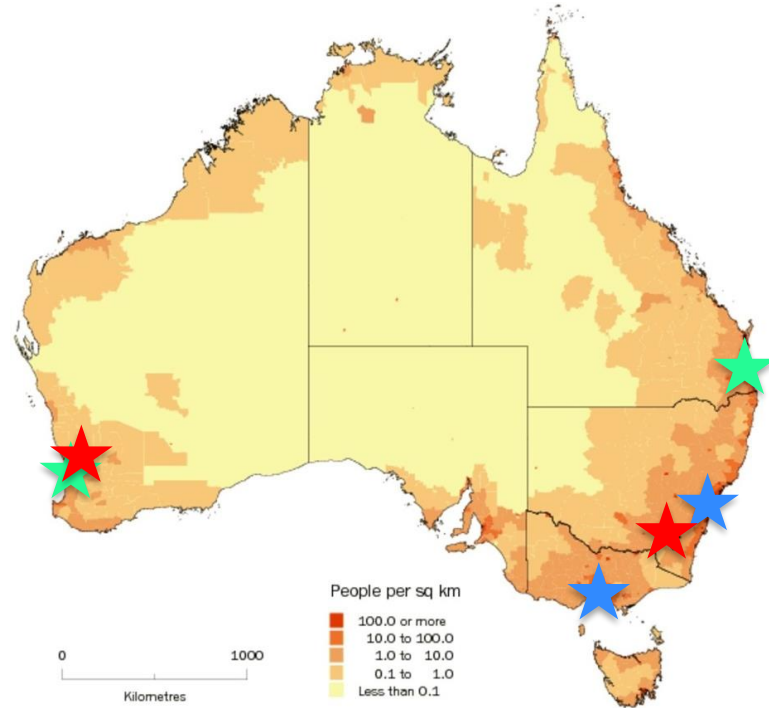 People per sq km
100.0 or more
10.0 to 100.0
1.0 to 10.0
0.1 to 1.0
Less than 0.1
0 1000
Kilometres